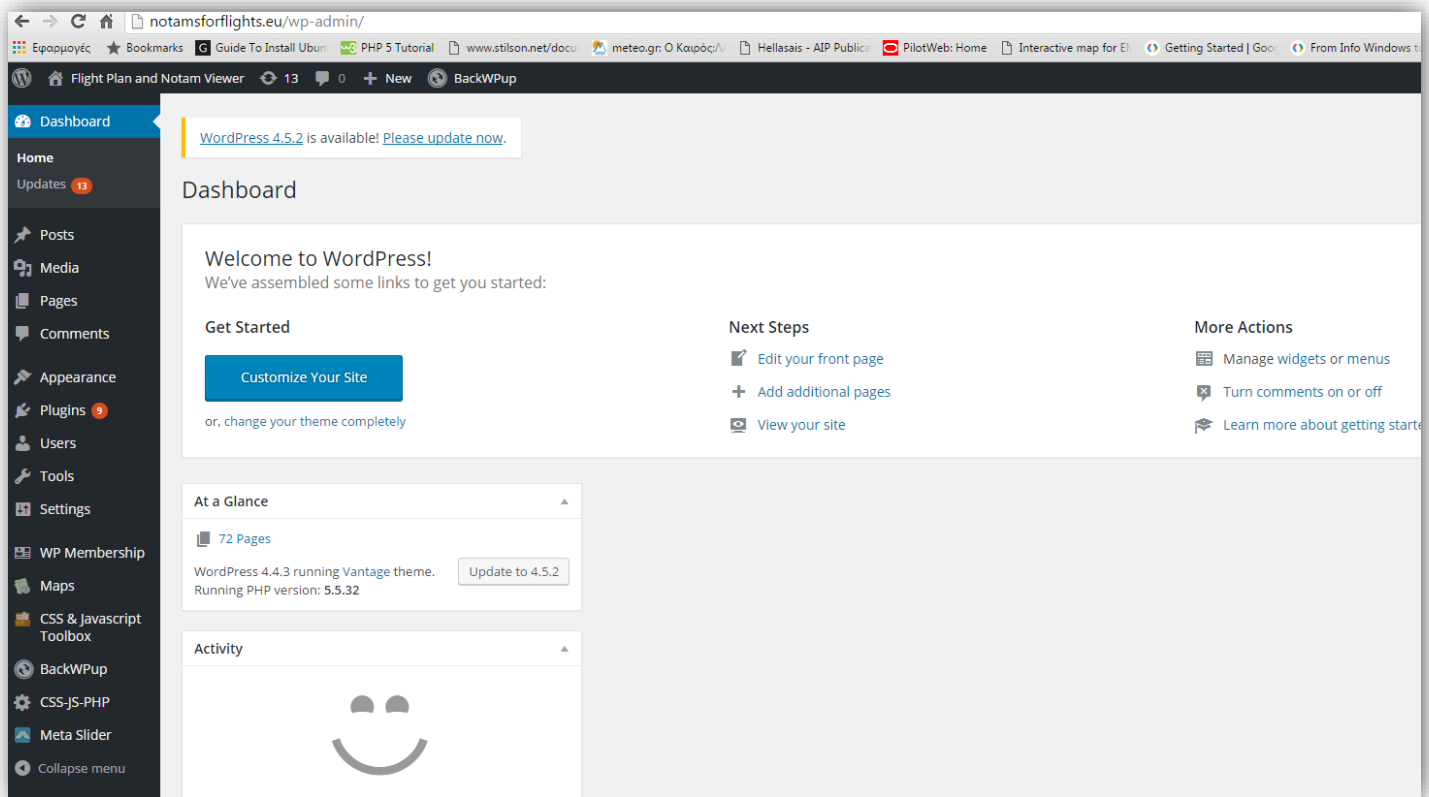 notamsforflights.eu/wp-admin/
Εφαρμογές Bookmarks Guide To Install Ubun PHP 5 Tutorial www.stilson.net/docu meteo.gr: Ο Καιρός: Hellasais - AIP Publica PilotWeb: Home Interactive map for EN Getting Started | Goo From Info Windows t
Flight Plan and Notam Viewer 13 0 + New BackWPup
Dashboard
Home
Updates 13
Posts
Media
Pages
Comments
Appearance
Plugins 9
Users
Tools
Settings
WP Membership
Maps
CSS & Javascript
Toolbox
BackWPup
CSS-JS-PHP
Meta Slider
Collapse menu
WordPress 4.5.2 is available! Please update now.
Dashboard
Welcome to WordPress!
We've assembled some links to get you started:
Get Started
Customize Your Site
or, change your theme completely
Next Steps
Edit your front page
Add additional pages
View your site
More Actions
Manage widgets or menus
Turn comments on or off
Learn more about getting starte
At a Glance
72 Pages
WordPress 4.4.3 running Vantage theme.
Update to 4.5.2
Running PHP version: 5.5.32
Activity